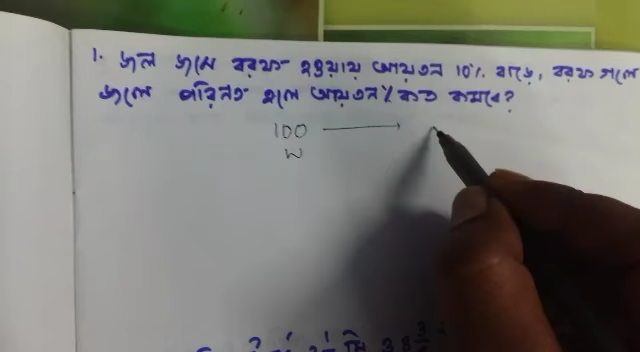 1. জল জমে বরফ হওয়ায় আয়তন 10% বাড়ে, বরফ গলে
জলে পরিনত হলে আয়তন % কত কমবে?
100
W